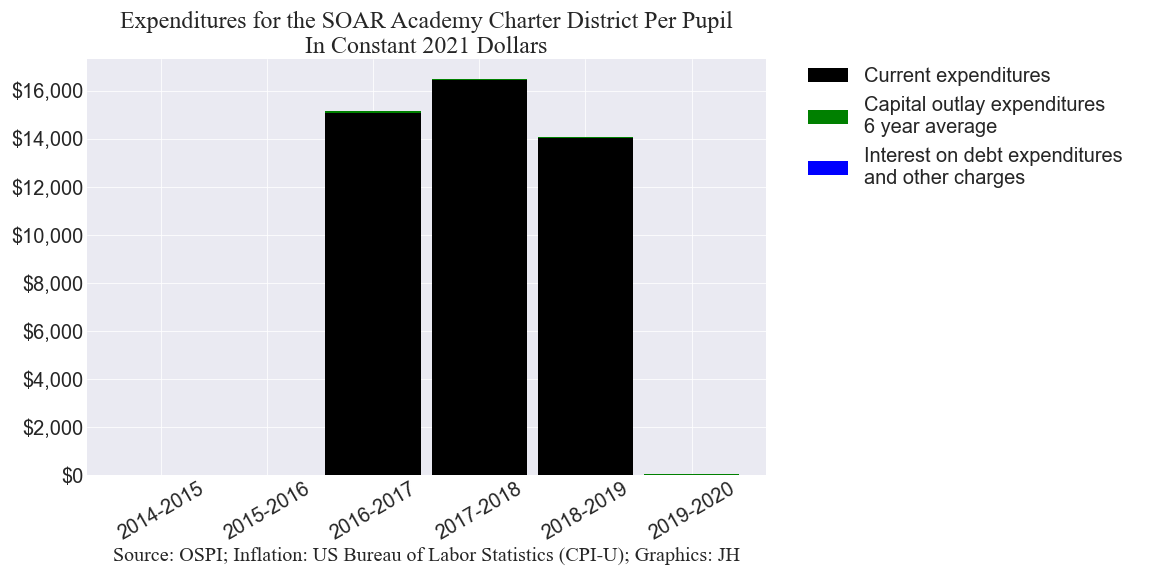 Expenditures for the SOAR Academy Charter District Per Pupil
In Constant 2021 Dollars
$16,000
$14,000
$12,000
$10,000
$8,000
$6,000
$4,000
$2,000
$0
2014-2015
2015-2016
2016-2017
2017-2018
2018-2019
2019-2020
Source: OSPI; Inflation: US Bureau of Labor Statistics (CPI-U); Graphics: JH
Current expenditures
Capital outlay expenditures
6 year average
Interest on debt expenditures
and other charges